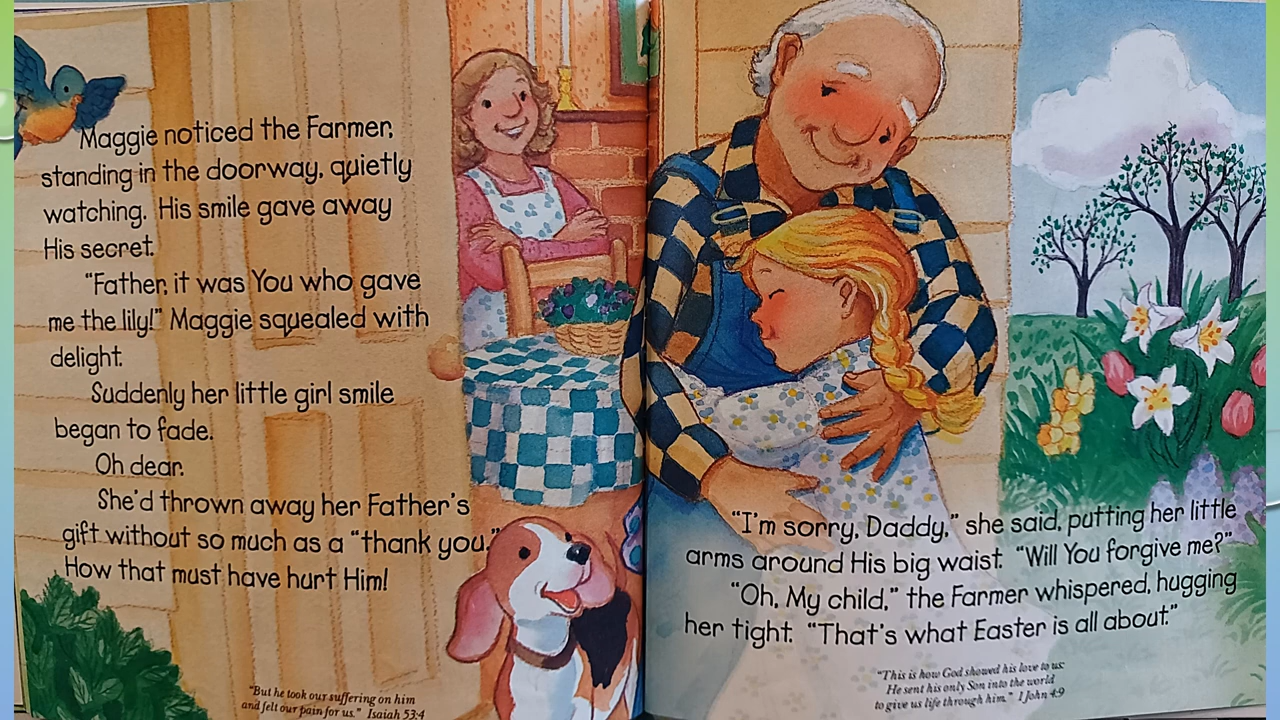 Maggie noticed the Farmer,
standing in the doorway, quietly
watching. His smile gave away
His secret.
"Father, it was You who gave
me the lily!" Maggie squealed with
delight.
Suddenly her little girl smile
began to fade.
Oh dear.
She'd thrown away her Father's
gift without so much as a "thank you."
How that must have hurt Him!
"But he took our suffering on him
and felt our pain for us." Isaiah 53:4
"I'm sorry, Daddy," she said, putting her little
arms around His big waist. "Will You forgive me?"
"Oh, My child," the Farmer whispered, hugging
her tight. "That's what Easter is all about."
"This is how God showed his love to us:
He sent his only Son into the world
to give us life through him." 1 John 4:9